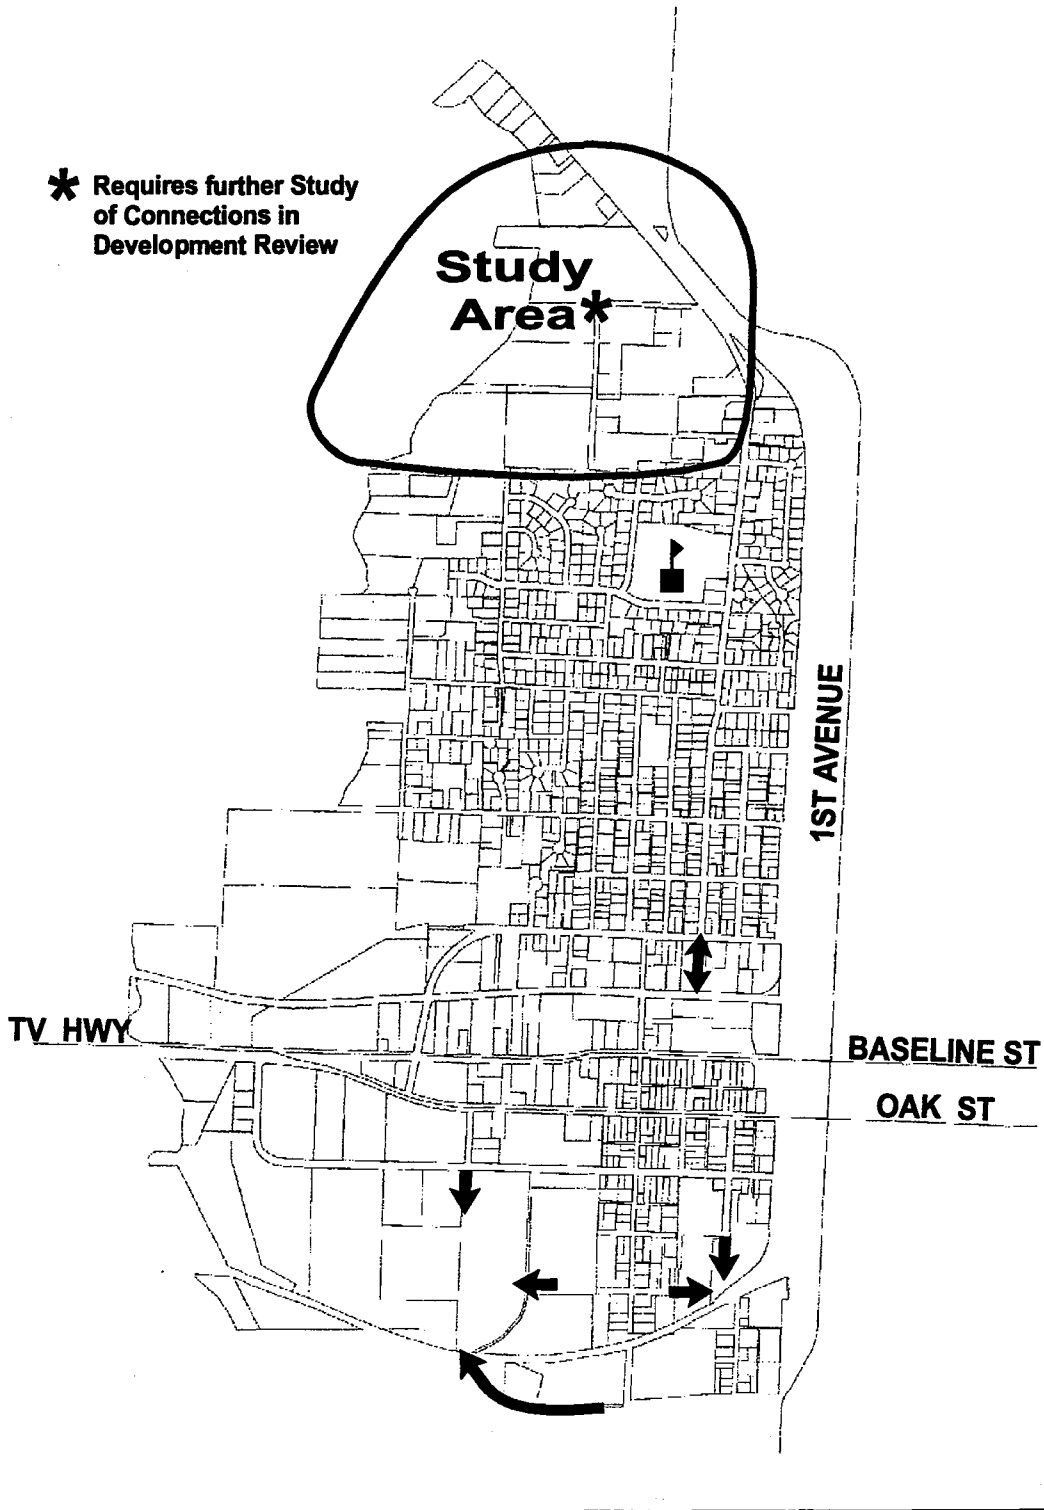 * Requires further Study
of Connections in
Development Review
Study
Area*
1ST AVENUE
TV HWY
BASELINE ST
OAK ST